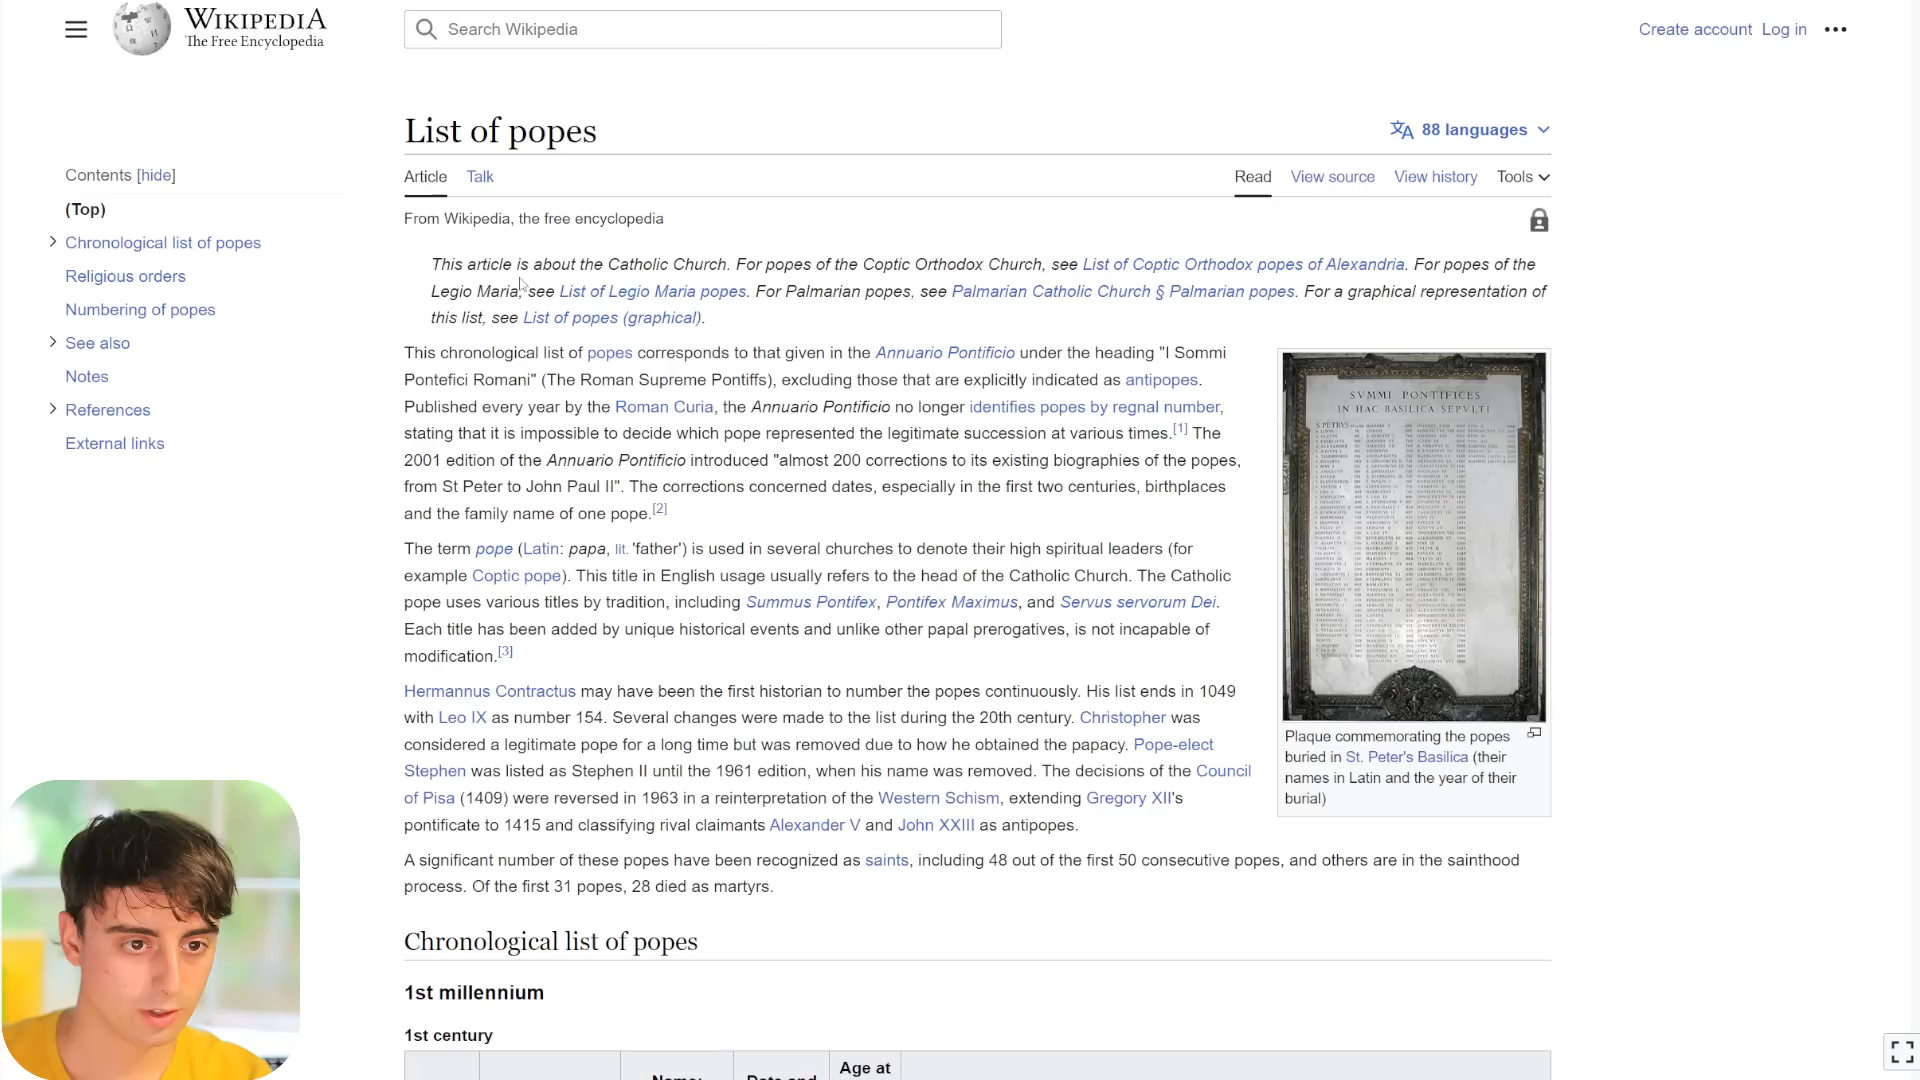 WIKIPEDIA
The Free Encyclopedia
Search Wikipedia
Create account Log in
List of popes
88 languages
Contents [hide]
(Top)
Chronological list of popes
Religious orders
Numbering of popes
See also
Notes
References
External links
Article Talk
Read View source View history Tools
From Wikipedia, the free encyclopedia
This article is about the Catholic Church. For popes of the Coptic Orthodox Church, see List of Coptic Orthodox popes of Alexandria. For popes of the
Legio Maria, see List of Legio Maria popes. For Palmarian popes, see Palmarian Catholic Church § Palmarian popes. For a graphical representation of
this list, see List of popes (graphical).
This chronological list of popes corresponds to that given in the Annuario Pontificio under the heading "I Sommi
Pontefici Romani" (The Roman Supreme Pontiffs), excluding those that are explicitly indicated as antipopes.
Published every year by the Roman Curia, the Annuario Pontificio no longer identifies popes by regnal number,
stating that it is impossible to decide which pope represented the legitimate succession at various times.[1] The
2001 edition of the Annuario Pontificio introduced "almost 200 corrections to its existing biographies of the popes,
from St Peter to John Paul II". The corrections concerned dates, especially in the first two centuries, birthplaces
and the family name of one pope.[2]
The term pope (Latin: papa, lit. 'father') is used in several churches to denote their high spiritual leaders (for
example Coptic pope). This title in English usage usually refers to the head of the Catholic Church. The Catholic
pope uses various titles by tradition, including Summus Pontifex, Pontifex Maximus, and Servus servorum Dei.
Each title has been added by unique historical events and unlike other papal prerogatives, is not incapable of
modification.[3]
Hermannus Contractus may have been the first historian to number the popes continuously. His list ends in 1049
with Leo IX as number 154. Several changes were made to the list during the 20th century. Christopher was
considered a legitimate pope for a long time but was removed due to how he obtained the papacy. Pope-elect
Stephen was listed as Stephen II until the 1961 edition, when his name was removed. The decisions of the Council
of Pisa (1409) were reversed in 1963 in a reinterpretation of the Western Schism, extending Gregory XII's
pontificate to 1415 and classifying rival claimants Alexander V and John XXIII as antipopes.
SVMMI PONTIFICES
IN HAC BASILICA SEPVLTI
S. PETRVS
Plaque commemorating the popes
buried in St. Peter's Basilica (their
names in Latin and the year of their
burial)
A significant number of these popes have been recognized as saints, including 48 out of the first 50 consecutive popes, and others are in the sainthood
process. Of the first 31 popes, 28 died as martyrs.
Chronological list of popes
1st millennium
1st century
Name: Date and Age at